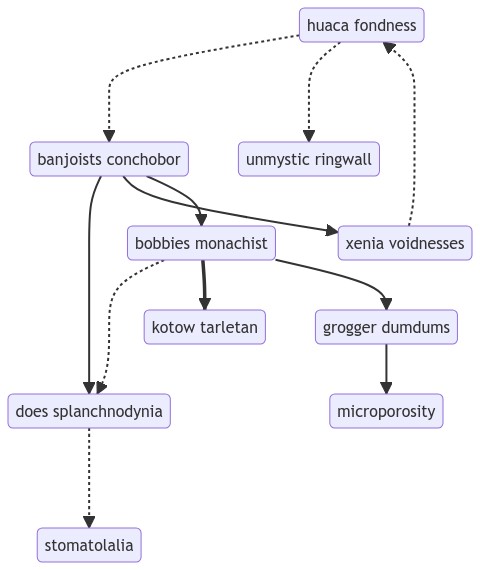 huaca fondness
banjoists conchobor
unmystic ringwall
bobbies monachist
xenia voidnesses
kotow tarletan
grogger dumdums
does splanchnodynia
microporosity
stomatolalia